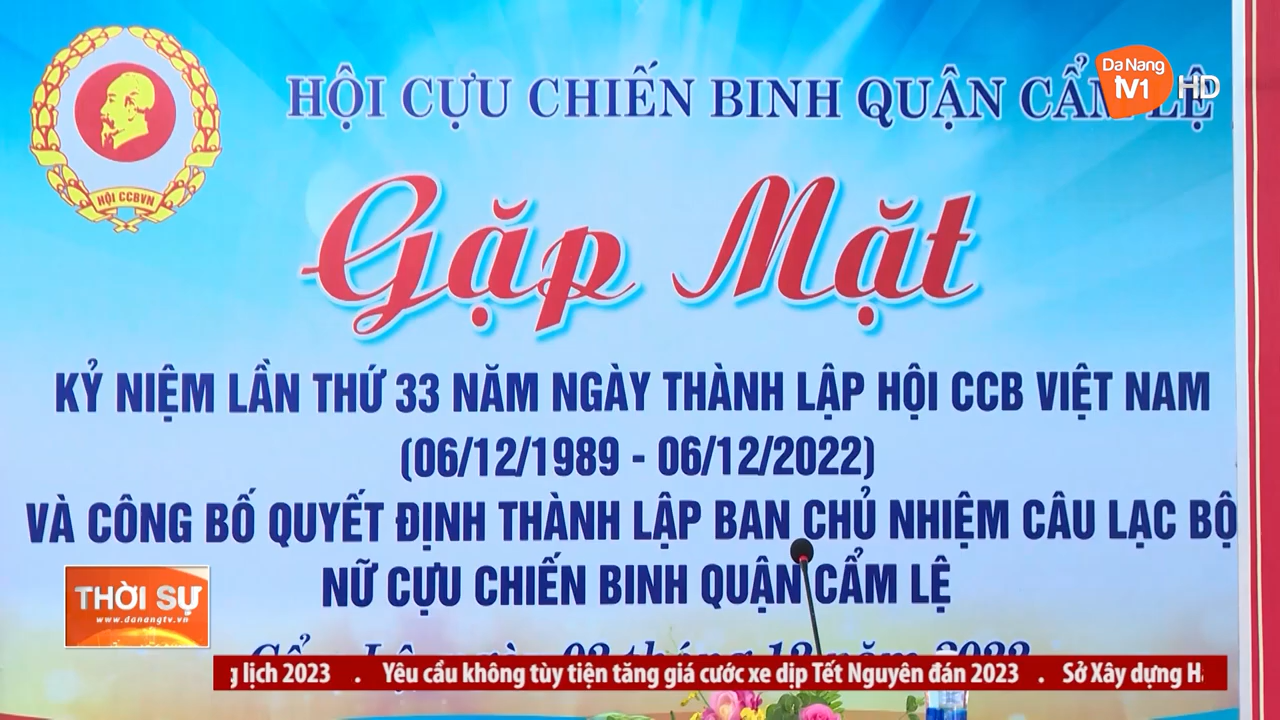 HỘI CỰU CHIẾN BINH QUẬN CẨM LỆ
Da Nang
TV1 HD
HỘI CCBVN
Gặp Mặt
KỶ NIỆM LẦN THỨ 33 NĂM NGÀY THÀNH LẬP HỘI CCB VIỆT NAM
(06/12/1989 - 06/12/2022)
VÀ CÔNG BỐ QUYẾT ĐỊNH THÀNH LẬP BAN CHỦ NHIỆM CÂU LẠC BỘ
NỮ CỰU CHIẾN BINH QUẬN CẨM LỆ
THỜI SỰ
www.danangtv.vn
lịch 2023 . Yêu cầu không tùy tiện tăng giá cước xe dịp Tết Nguyên đán 2023 . Sở Xây dựng